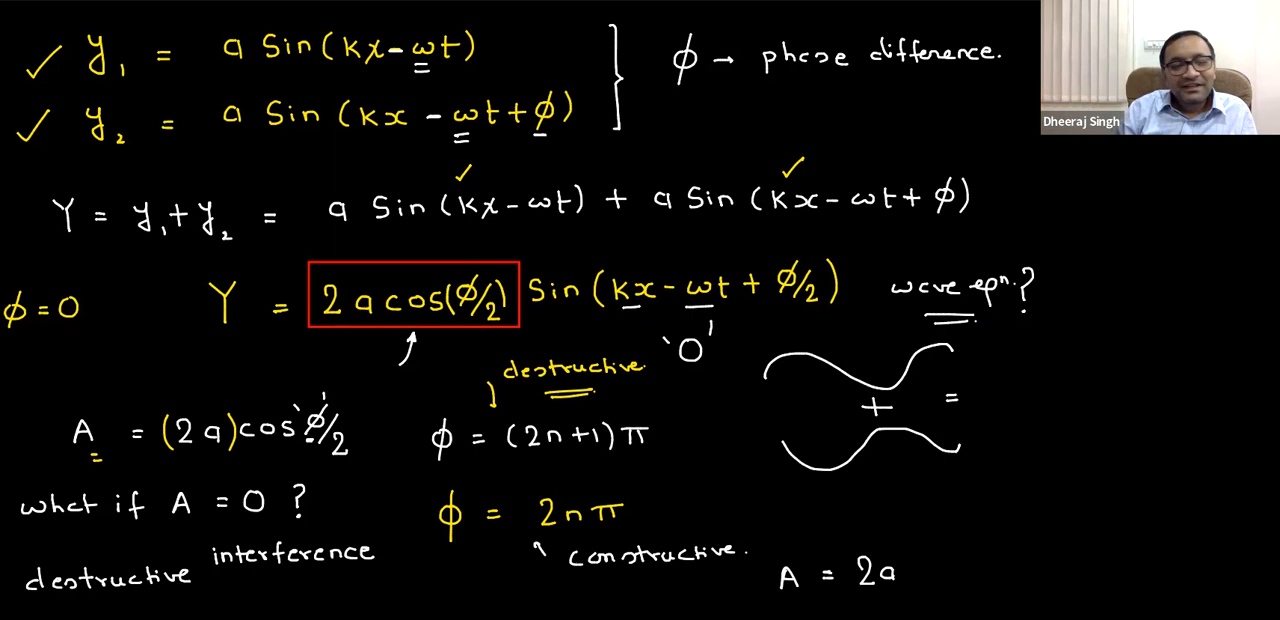 ✓ y₁ = a Sin(kx-ωt)
✓ y₂ = a Sin(kx -ωt+ϕ)
} ϕ → phase difference.
Dheeraj Singh
Y = y₁+y₂ = a Sin(kx-ωt) + a Sin(kx-ωt+ϕ)
ϕ=0
Y = 2acos(ϕ/2) Sin(kx-ωt+ϕ/2)
wave eqⁿ.?
'0'
destructive
A = (2a)cos'ϕ'/2
ϕ = (2n+1)π
+ =
what if A = 0 ?
ϕ = 2nπ
destructive interference
constructive.
A = 2a